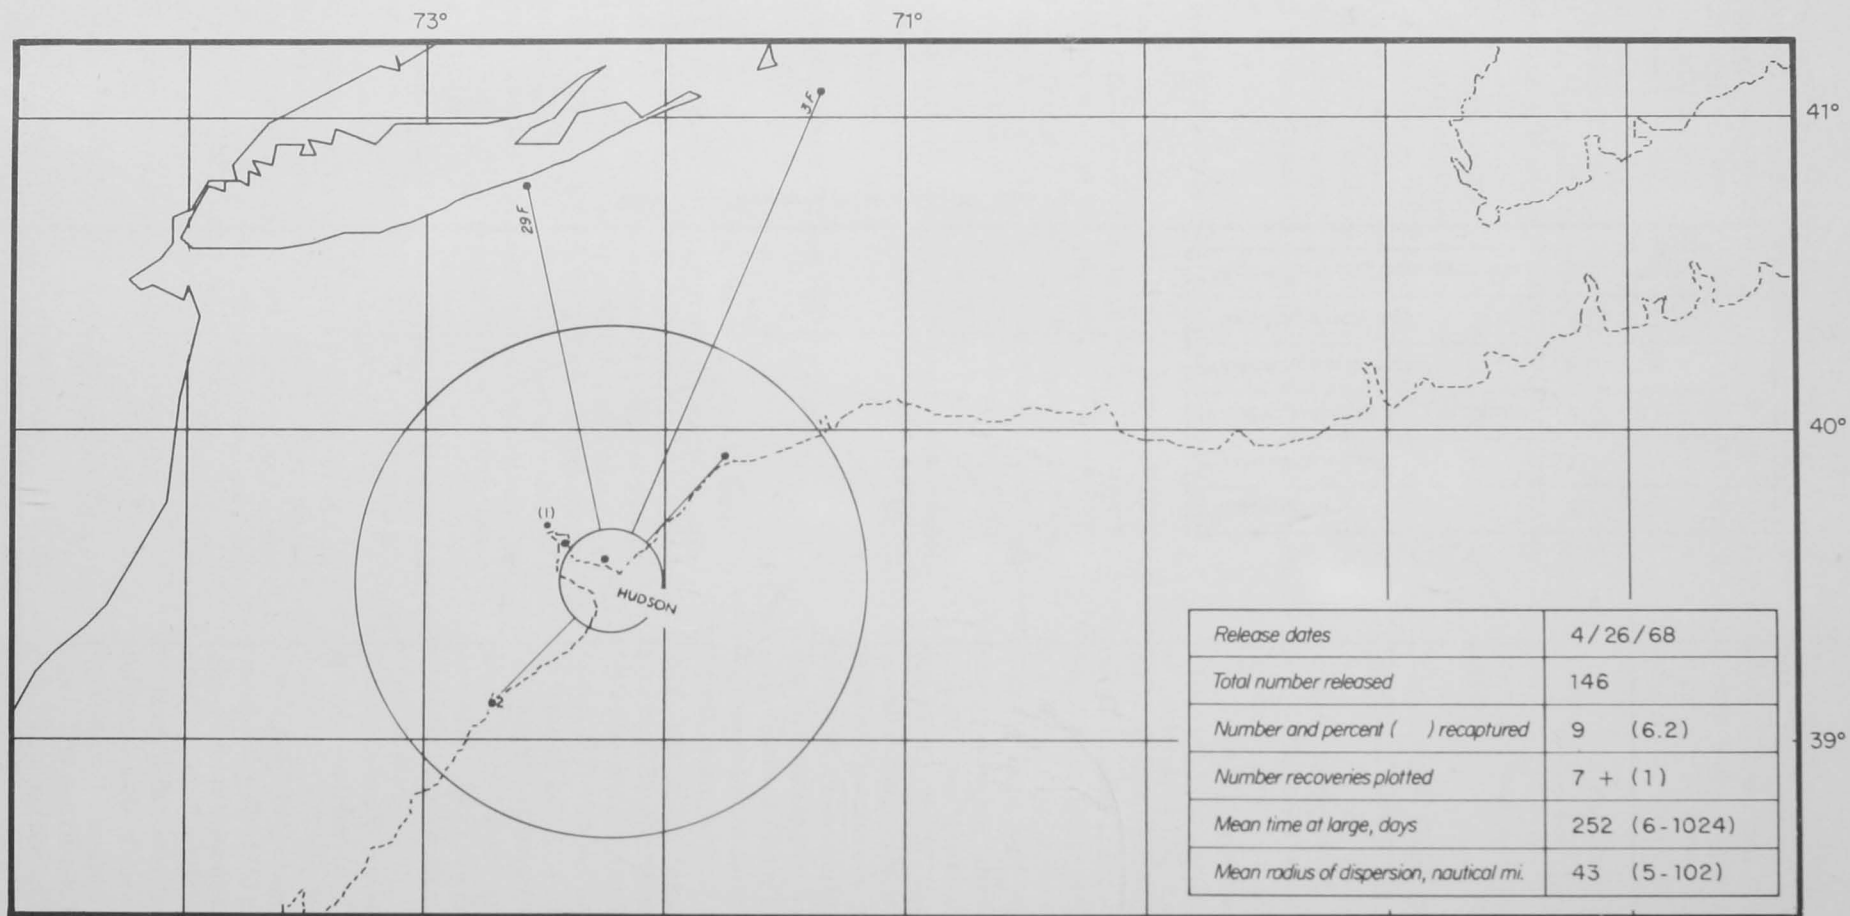 73° 71°
3F
41°
29F
40°
(1)
HUDSON
2
39°
Release dates 4/26/68
Total number released 146
Number and percent ( ) recaptured 9 (6.2)
Number recoveries plotted 7 + (1)
Mean time at large, days 252 (6-1024)
Mean radius of dispersion, nautical mi. 43 (5-102)